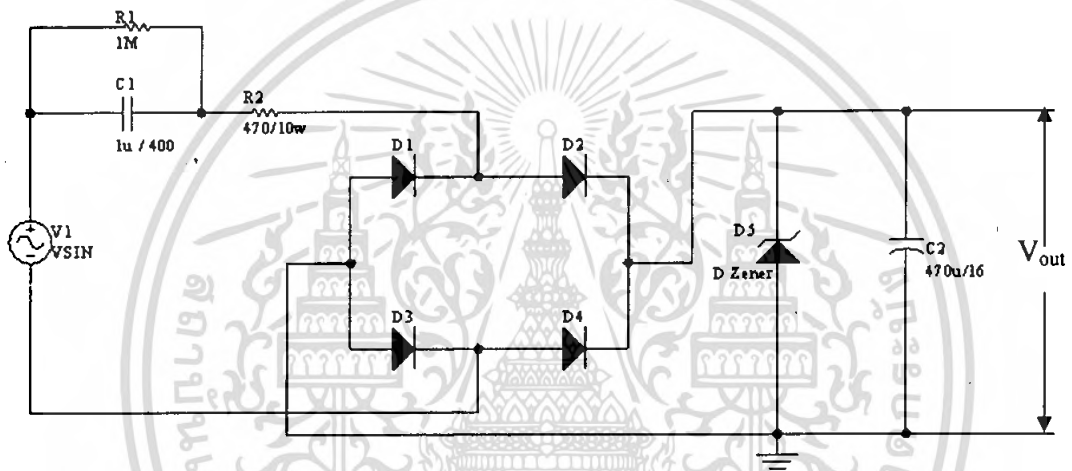 R1
1M
C1
1u / 400
R2
470/10w
D1
D2
V1
VSIN
D3
D4
D5
D Zener
C2
470u/16
Vout